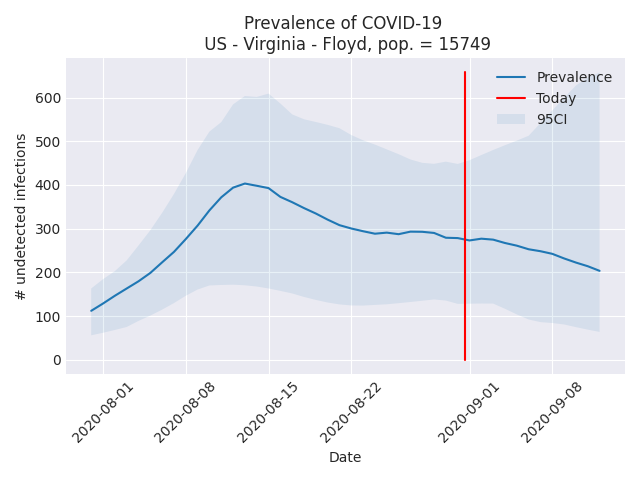 Prevalence of COVID-19
US - Virginia - Floyd, pop. = 15749
Prevalence
Today
95CI
# undetected infections
600
500
400
300
200
100
0
2020-08-01
2020-08-08
2020-08-15
2020-08-22
2020-09-01
2020-09-08
Date